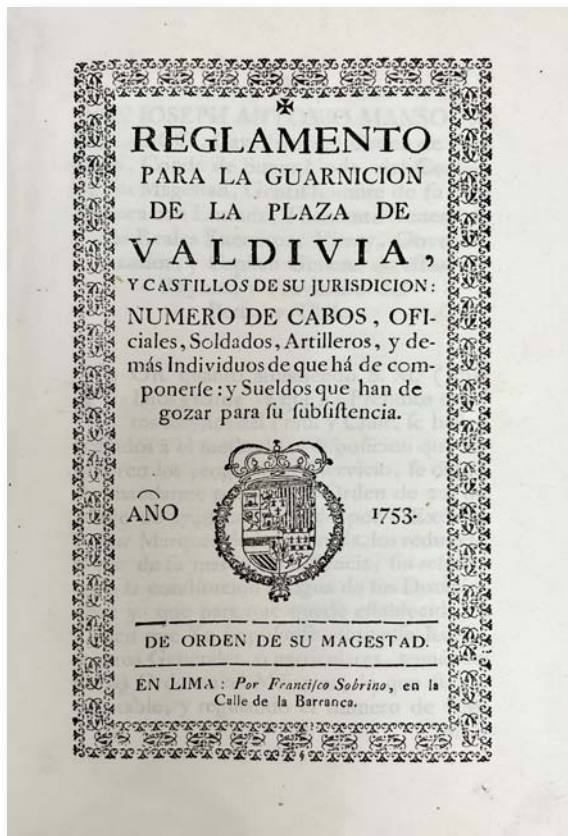 REGLAMENTO
PARA LA GUARNICION
DE LA PLAZA DE
VALDIVIA,
Y CASTILLOS DE SU JURISDICION:
NUMERO DE CABOS, OFI-
ciales, Soldados, Artilleros, y de-
más Individuos de que há de com-
ponerſe: y Sueldos que han de
gozar para ſu ſubſiſtencia.
AÑO 1753.
DE ORDEN DE SU MAGESTAD.
EN LIMA: Por Franciſco Sobrino, en la
Calle de la Barranca.